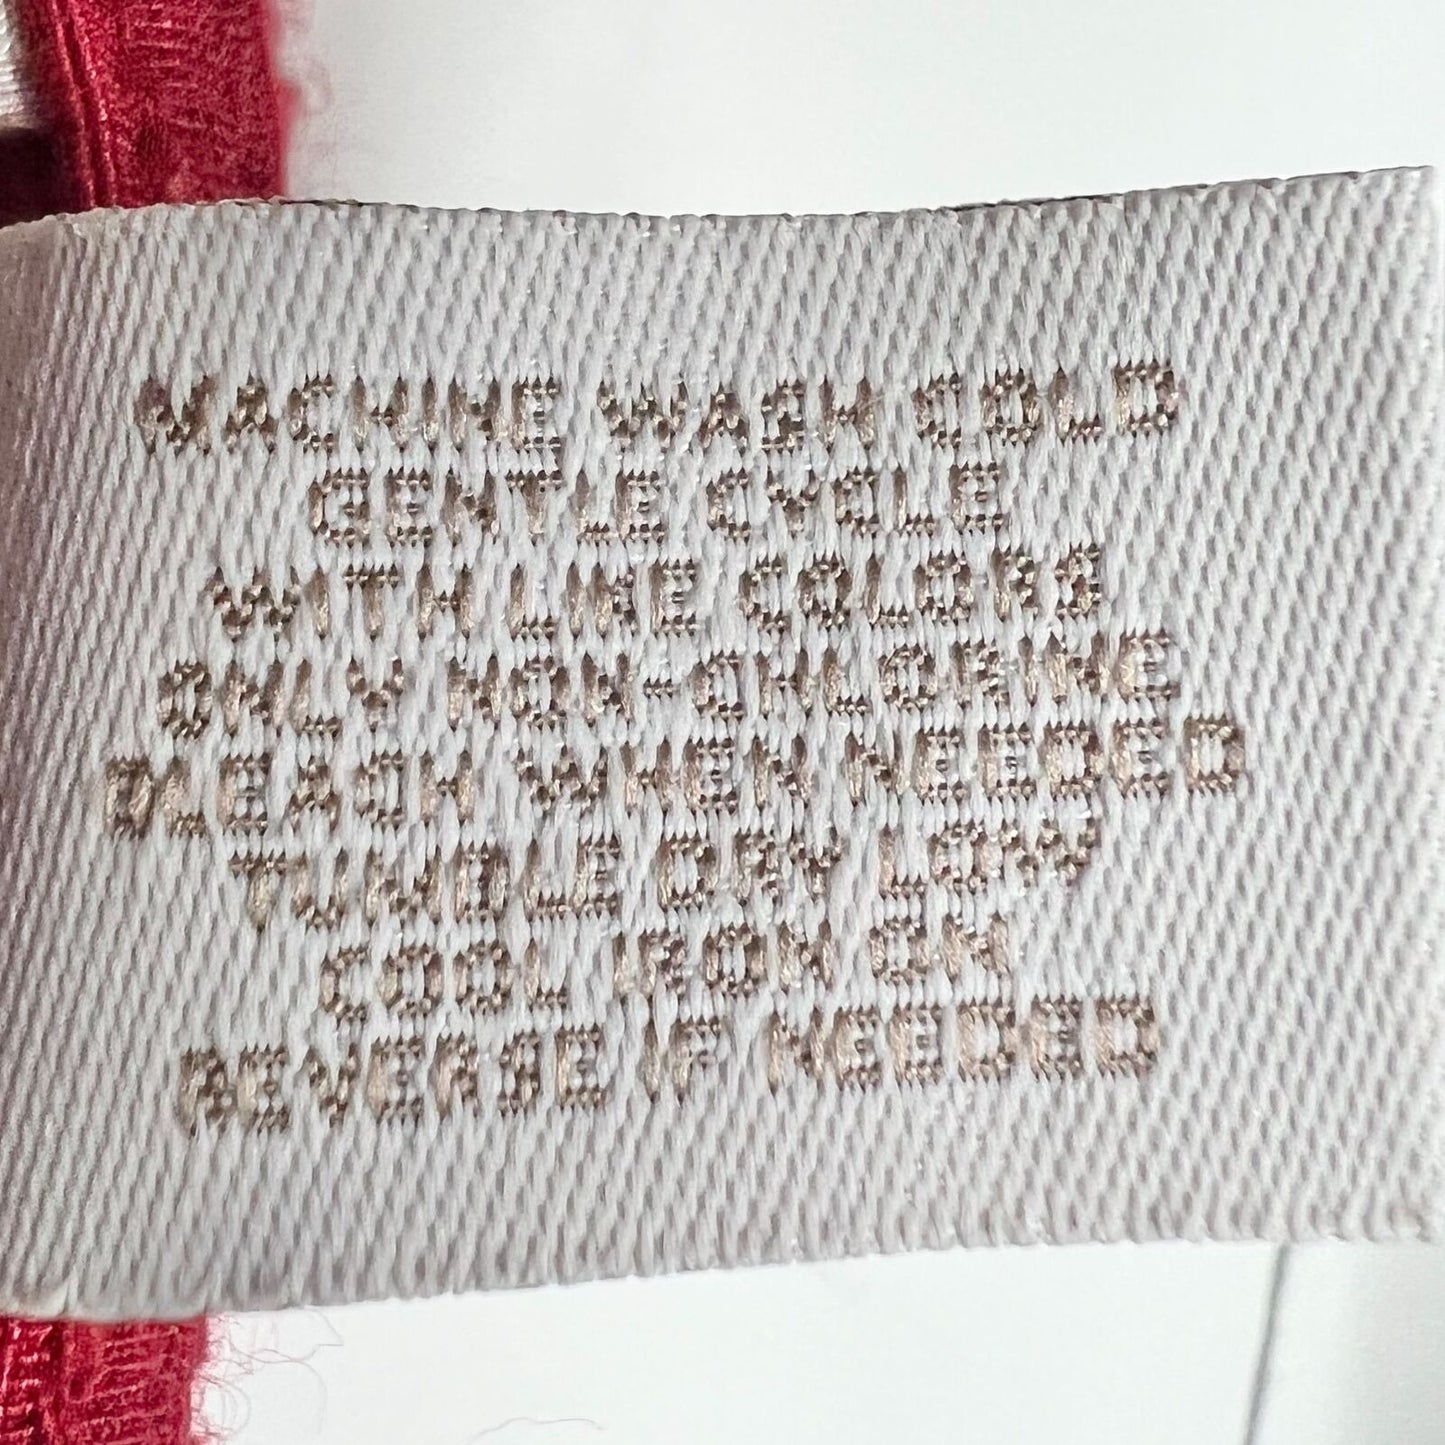 MACHINE WASH COLD
GENTLE CYCLE
WITH LIKE COLORS
ONLY NON-CHLORINE
BLEACH WHEN NEEDED
TUMBLE DRY LOW
COOL IRON ON
REVERSE IF NEEDED